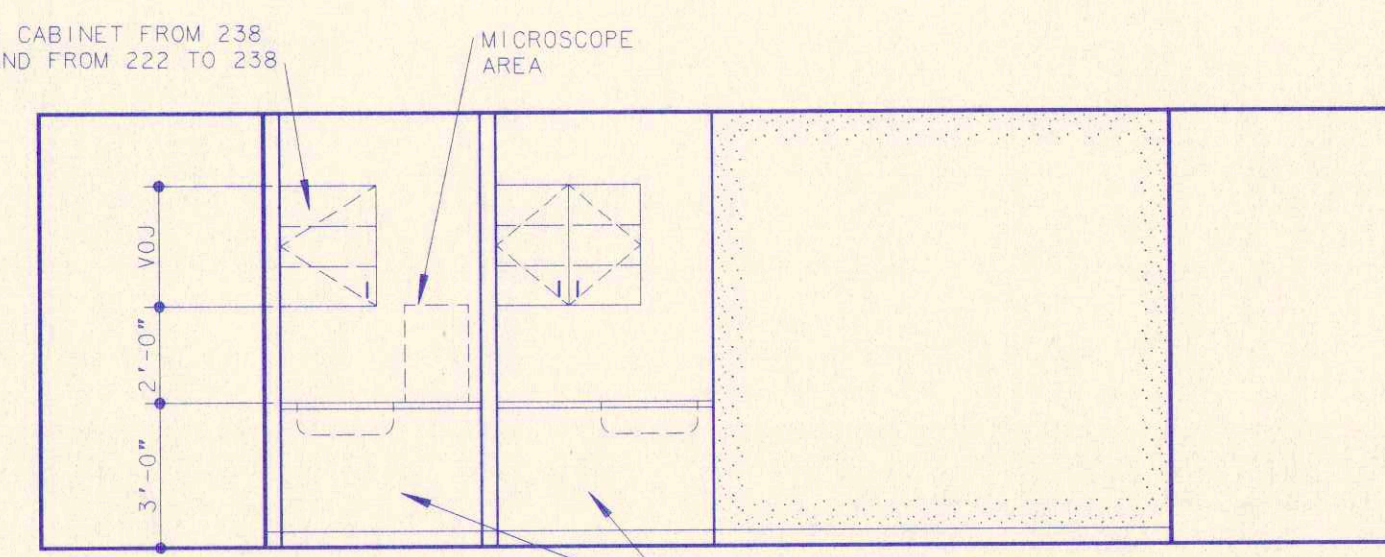 CABINET FROM 238
ND FROM 222 TO 238
MICROSCOPE
AREA
VOJ
2'-0"
3'-0"